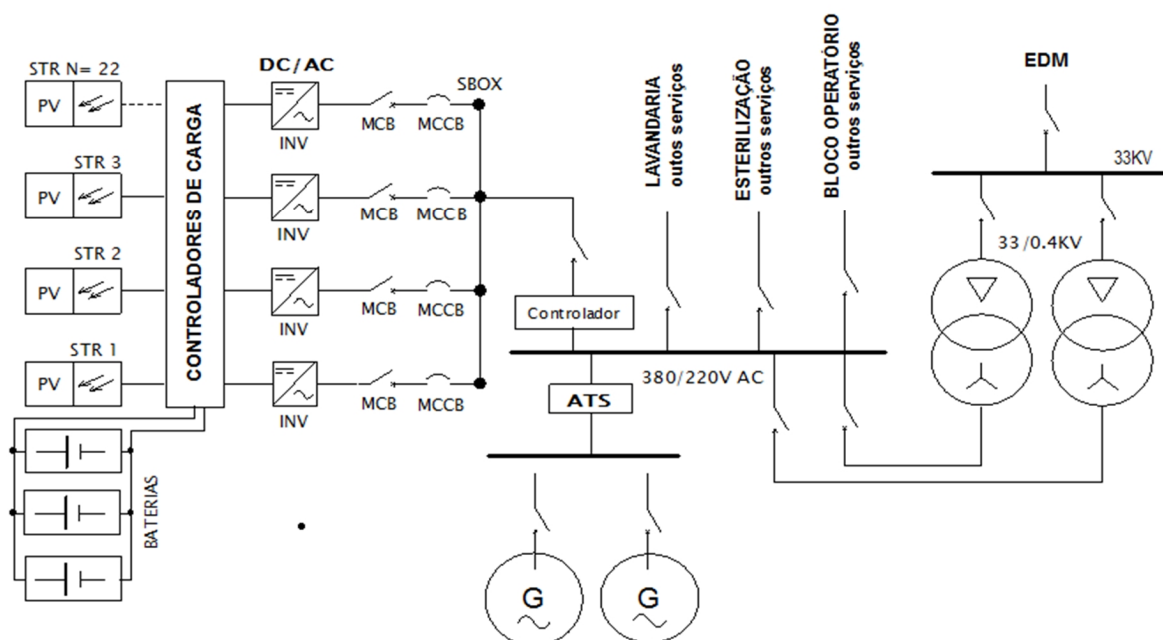 STR N= 22
PV
STR 3
PV
STR 2
PV
STR 1
PV
CONTROLADORES DE CARGA
BATERIAS
DC/AC
INV
MCB
MCCB
INV
MCB
MCCB
INV
MCB
MCCB
INV
MCB
MCCB
SBOX
Controlador
LAVANDARIA
outos serviços
ESTERILIZAÇÃO
outros serviços
BLOCO OPERATÓRIO
outros serviços
380/220V AC
ATS
G
G
EDM
33KV
33/0.4KV